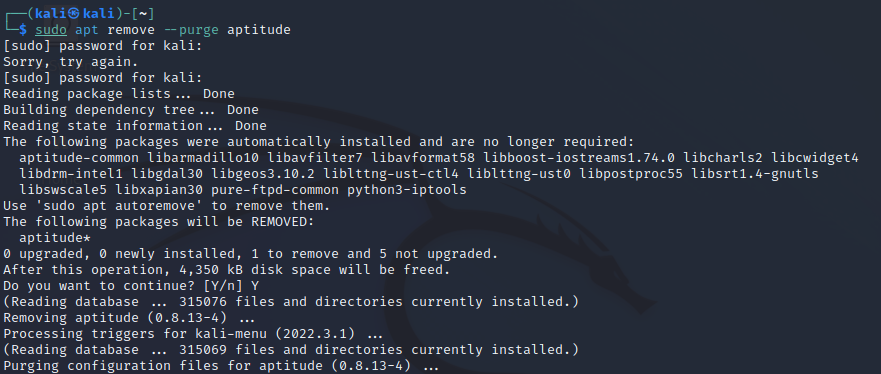 ┌──(kali㉿kali)-[~]
└─$ sudo apt remove --purge aptitude
[sudo] password for kali:
Sorry, try again.
[sudo] password for kali:
Reading package lists... Done
Building dependency tree... Done
Reading state information... Done
The following packages were automatically installed and are no longer required:
  aptitude-common libarmadillo10 libavfilter7 libavformat58 libboost-iostreams1.74.0 libcharls2 libcwidget4
  libdrm-intel1 libgdal30 libgeos3.10.2 liblttng-ust-ctl4 liblttng-ust0 libpostproc55 libsrt1.4-gnutls
  libswscale5 libxapian30 pure-ftpd-common python3-iptools
Use 'sudo apt autoremove' to remove them.
The following packages will be REMOVED:
  aptitude*
0 upgraded, 0 newly installed, 1 to remove and 5 not upgraded.
After this operation, 4,350 kB disk space will be freed.
Do you want to continue? [Y/n] Y
(Reading database ... 315076 files and directories currently installed.)
Removing aptitude (0.8.13-4) ...
Processing triggers for kali-menu (2022.3.1) ...
(Reading database ... 315069 files and directories currently installed.)
Purging configuration files for aptitude (0.8.13-4) ...